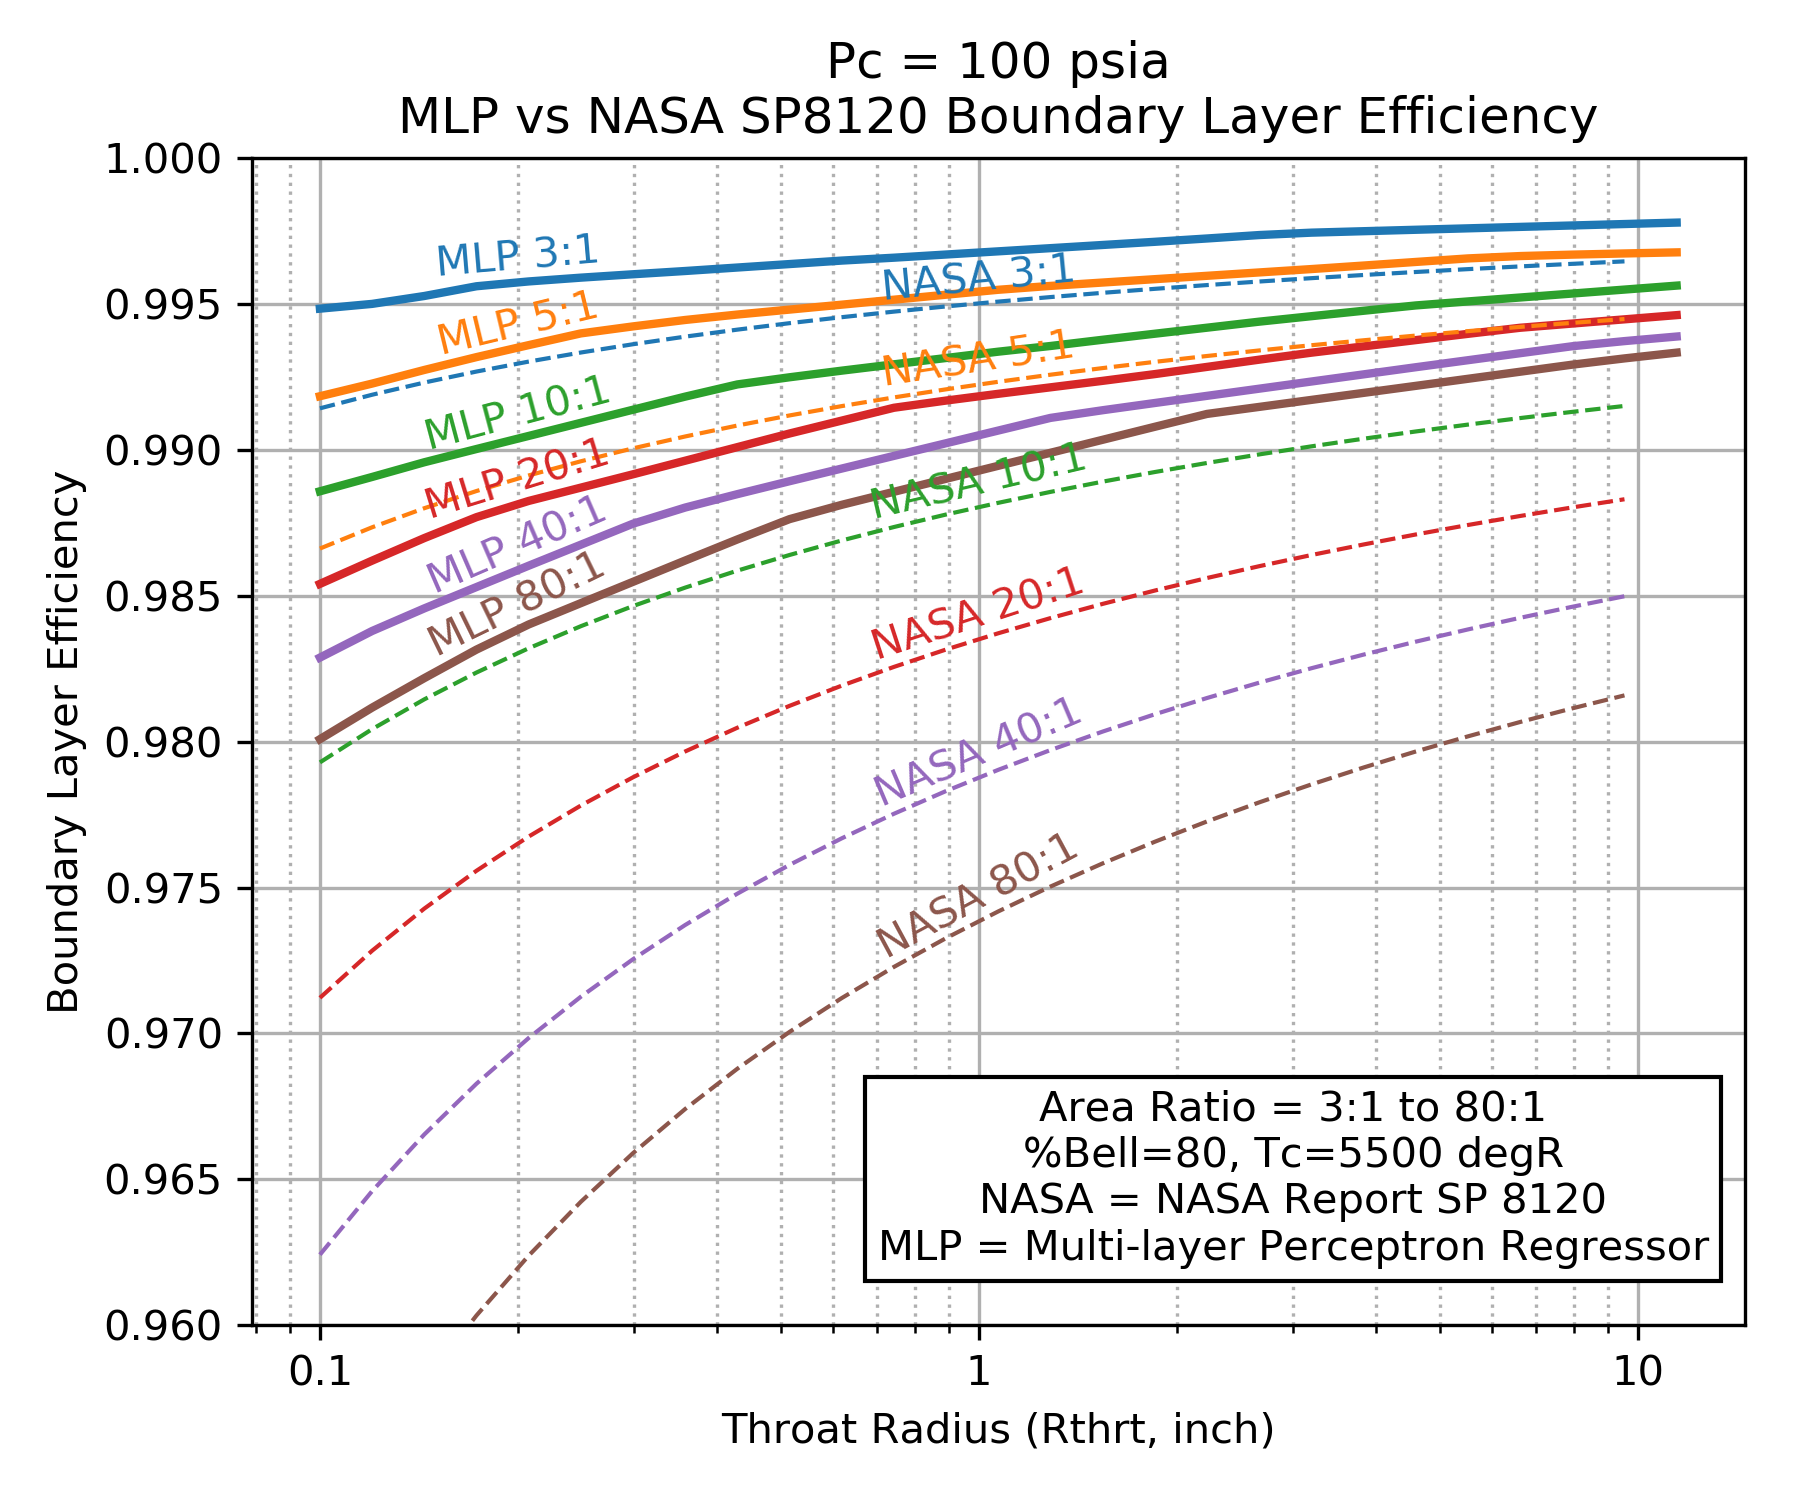 Pc = 100 psia
MLP vs NASA SP8120 Boundary Layer Efficiency
1.000
0.995
0.990
0.985
0.980
0.975
0.970
0.965
0.960
Boundary Layer Efficiency
MLP 3:1
MLP 5:1
MLP 10:1
MLP 20:1
MLP 40:1
MLP 80:1
NASA 3:1
NASA 5:1
NASA 10:1
NASA 20:1
NASA 40:1
NASA 80:1
Area Ratio = 3:1 to 80:1
%Bell=80, Tc=5500 degR
NASA = NASA Report SP 8120
MLP = Multi-layer Perceptron Regressor
0.1
1
10
Throat Radius (Rthrt, inch)